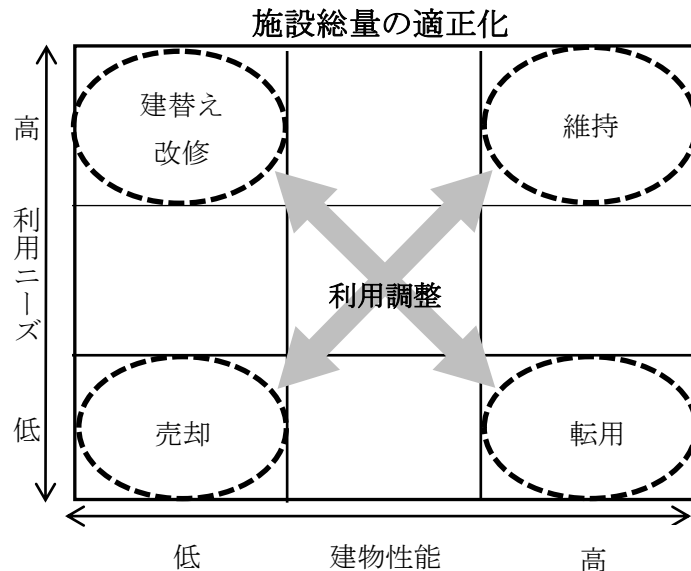 施設総量の適正化
建替え
改修
維持
高
利用ニーズ
利用調整
低
売却
転用
低
建物性能
高